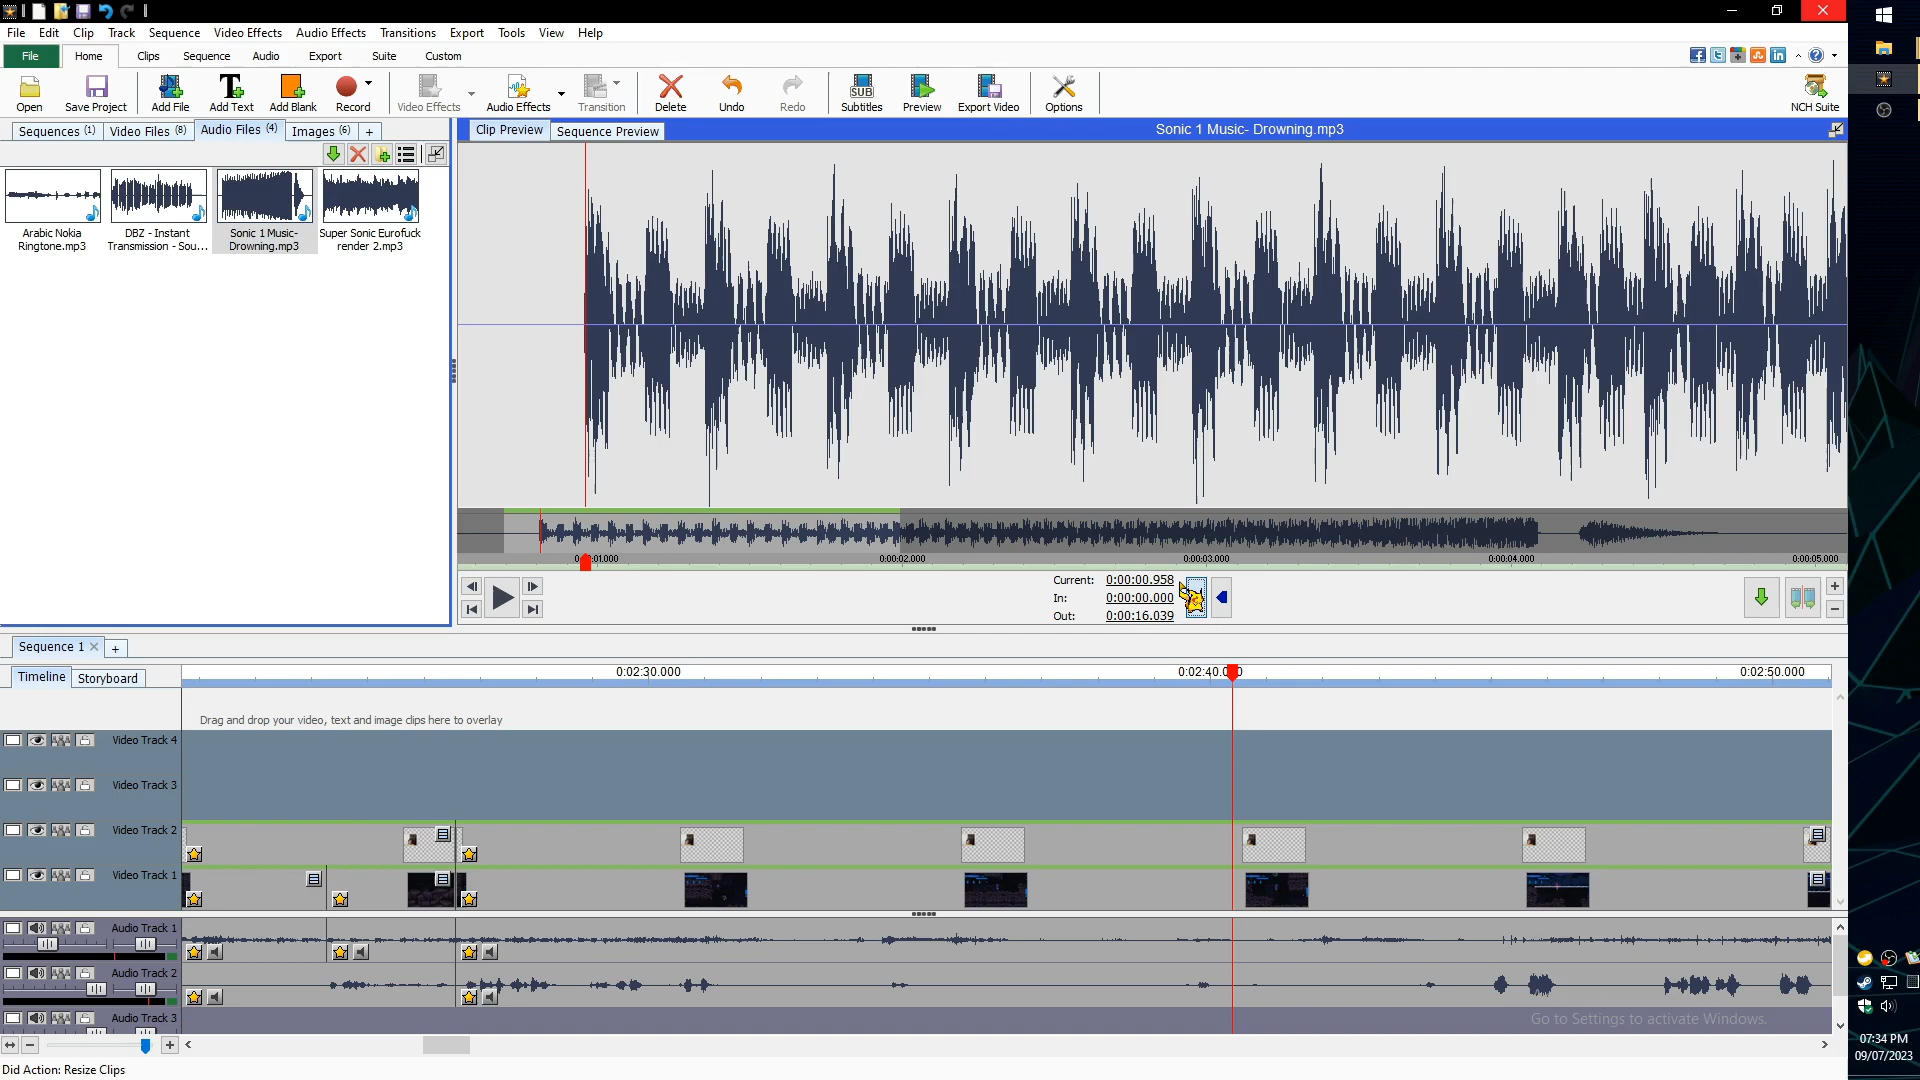 File Edit Clip Track Sequence Video Effects Audio Effects Transitions Export Tools View Help
File Home Clips Sequence Audio Export Suite Custom
Open Save Project Add File Add Text Add Blank Record Video Effects Audio Effects Transition Delete Undo Redo Subtitles Preview Export Video Options NCH Suite
Sequences (1) Video Files (8) Audio Files (4) Images (6) +
Clip Preview Sequence Preview Sonic 1 Music- Drowning.mp3
Arabic Nokia
Ringtone.mp3
DBZ - Instant
Transmission - Sou...
Sonic 1 Music-
Drowning.mp3
Super Sonic Eurofuck
render 2.mp3
0:00:02.000 0:00:03.000 0:00:04.000 0:00:05.000
Current: 0:00:00.958
In: 0:00:00.000
Out: 0:00:16.039
Sequence 1 +
Timeline Storyboard
0:02:30.000 0:02:50.000
Drag and drop your video, text and image clips here to overlay
Video Track 4
Video Track 3
Video Track 2
Video Track 1
Audio Track 1
Audio Track 2
Audio Track 3
Go to Settings to activate Windows.
Did Action: Resize Clips
07:34 PM
09/07/2023